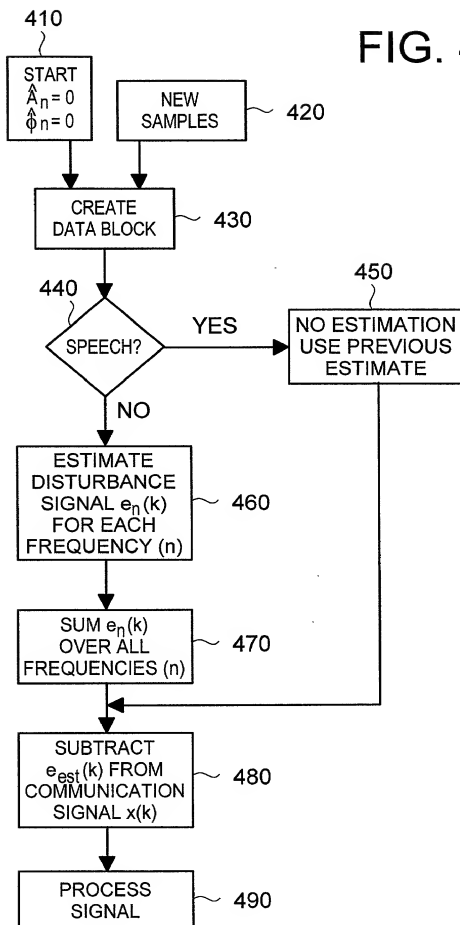 410
FIG. 4
START
Â_n = 0
ϕ̂_n = 0
NEW
SAMPLES
420
CREATE
DATA BLOCK
430
440
SPEECH?
YES
450
NO ESTIMATION
USE PREVIOUS
ESTIMATE
NO
ESTIMATE
DISTURBANCE
SIGNAL e_n(k)
FOR EACH
FREQUENCY (n)
460
SUM e_n(k)
OVER ALL
FREQUENCIES (n)
470
SUBTRACT
e_est(k) FROM
COMMUNICATION
SIGNAL x(k)
480
PROCESS
SIGNAL
490